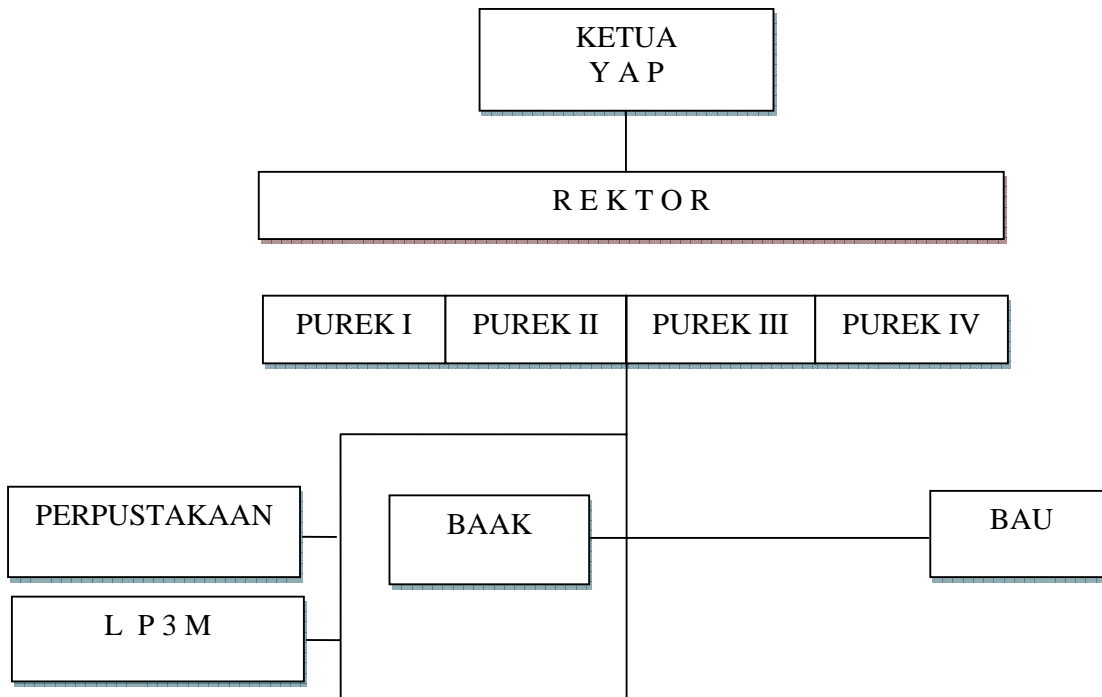 KETUA
Y A P
R E K T O R
PUREK I PUREK II PUREK III PUREK IV
PERPUSTAKAAN BAAK BAU
L P 3 M